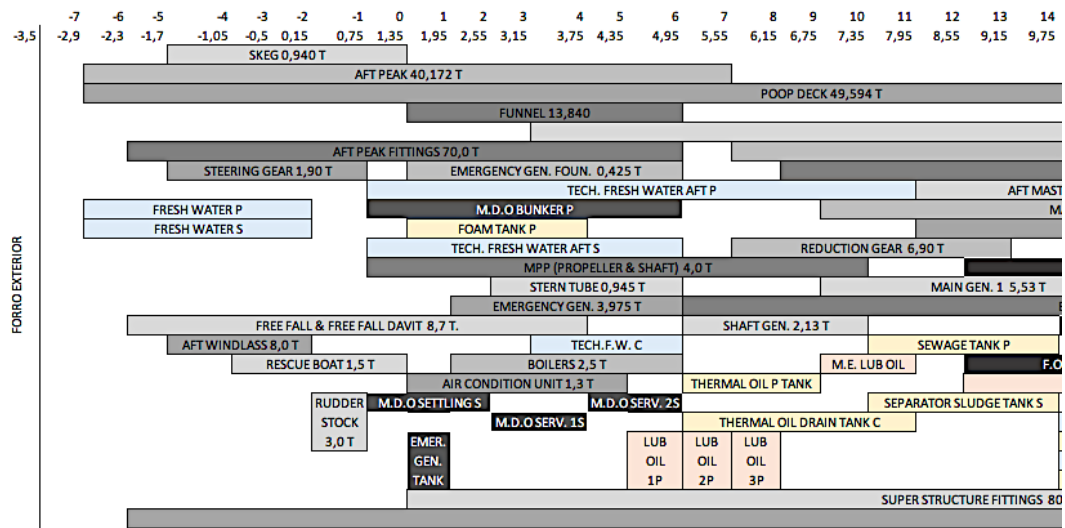 -7 -6 -5 -4 -3 -2 -1 0 1 2 3 4 5 6 7 8 9 10 11 12 13 14
-3,5 -2,9 -2,3 -1,7 -1,05 -0,5 0,15 0,75 1,35 1,95 2,55 3,15 3,75 4,35 4,95 5,55 6,15 6,75 7,35 7,95 8,55 9,15 9,75
SKEG 0,940 T
AFT PEAK 40,172 T
POOP DECK 49,594 T
FUNNEL 13,840
AFT PEAK FITTINGS 70,0 T
STEERING GEAR 1,90 T EMERGENCY GEN. FOUN. 0,425 T
TECH. FRESH WATER AFT P AFT MAST
FRESH WATER P M.D.O BUNKER P
FRESH WATER S FOAM TANK P
TECH. FRESH WATER AFT S REDUCTION GEAR 6,90 T
MPP (PROPELLER & SHAFT) 4,0 T
STERN TUBE 0,945 T MAIN GEN. 1 5,53 T
EMERGENCY GEN. 3,975 T
FREE FALL & FREE FALL DAVIT 8,7 T. SHAFT GEN. 2,13 T
AFT WINDLASS 8,0 T TECH.F.W. C SEWAGE TANK P
RESCUE BOAT 1,5 T BOILERS 2,5 T M.E. LUB OIL F.O
AIR CONDITION UNIT 1,3 T THERMAL OIL P TANK
RUDDER
STOCK
3,0 T
M.D.O SETTLING S M.D.O SERV. 2S SEPARATOR SLUDGE TANK S
M.D.O SERV. 1S THERMAL OIL DRAIN TANK C
EMER.
GEN.
TANK
LUB
OIL
1P
LUB
OIL
2P
LUB
OIL
3P
SUPER STRUCTURE FITTINGS 80
FORRO EXTERIOR